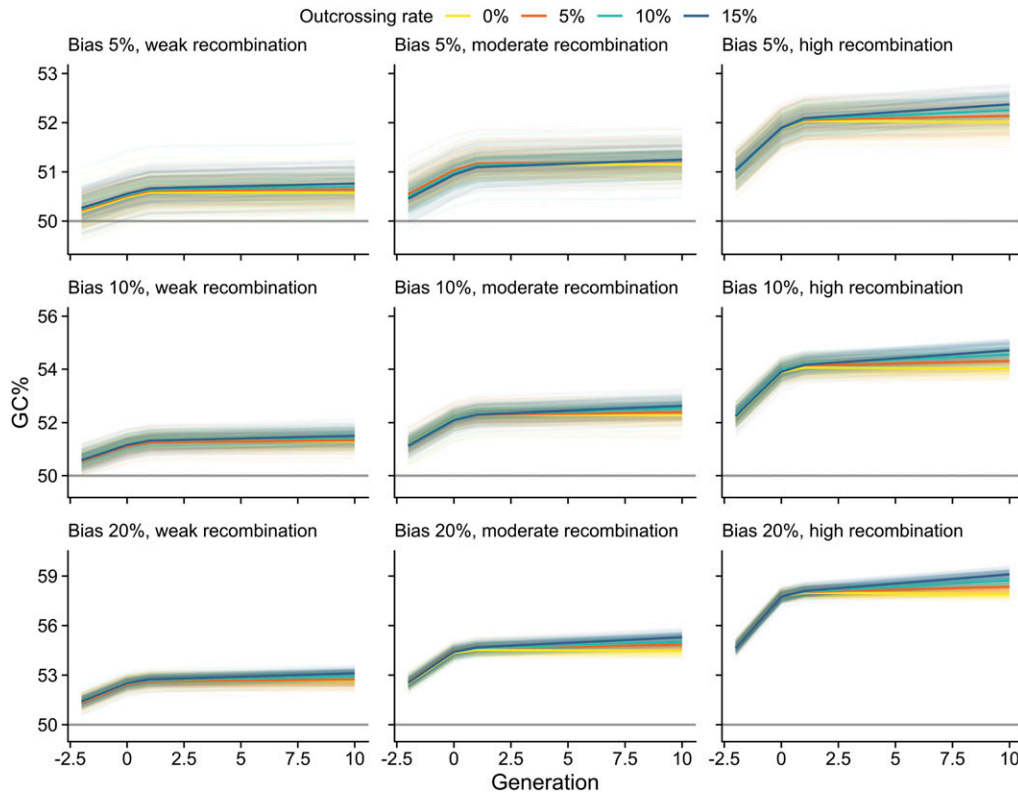 Outcrossing rate 0% 5% 10% 15%
Bias 5%, weak recombination
Bias 5%, moderate recombination
Bias 5%, high recombination
53
52
51
50
Bias 10%, weak recombination
Bias 10%, moderate recombination
Bias 10%, high recombination
56
54
52
50
GC%
Bias 20%, weak recombination
Bias 20%, moderate recombination
Bias 20%, high recombination
59
56
53
50
-2.5 0 2.5 5 7.5 10 -2.5 0 2.5 5 7.5 10 -2.5 0 2.5 5 7.5 10
Generation